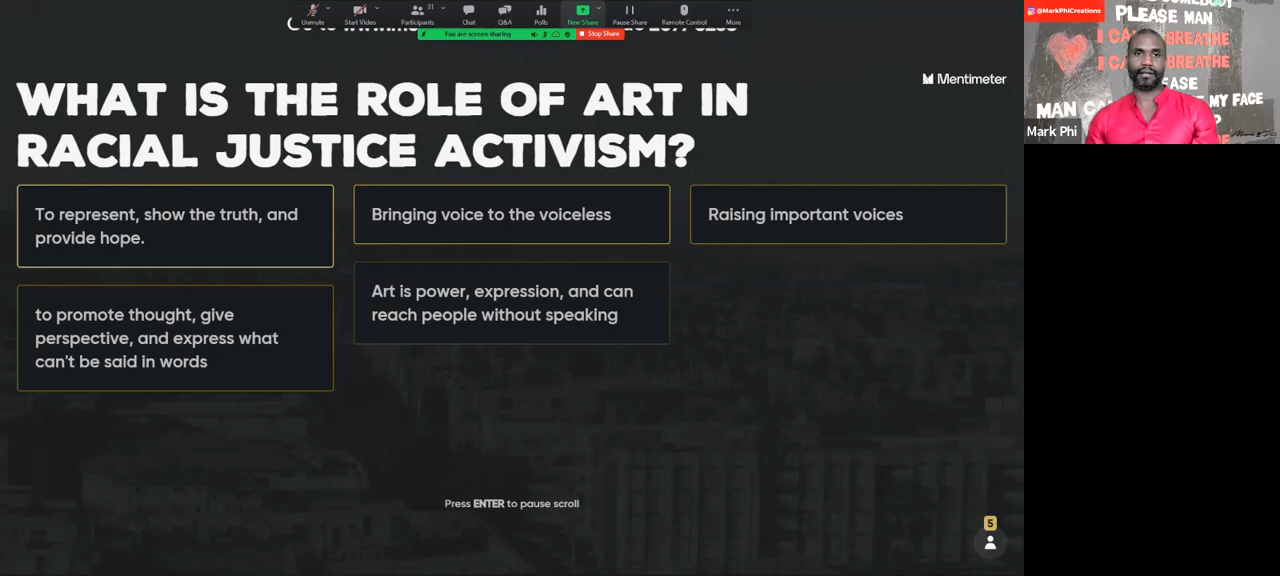 Unmute
Start Video
Participants
31
Chat
Q&A
Polls
New Share
Pause Share
Remote Control
More
You are screen sharing
Stop Share
Mentimeter
WHAT IS THE ROLE OF ART IN
RACIAL JUSTICE ACTIVISM?
To represent, show the truth, and
provide hope.
Bringing voice to the voiceless
Raising important voices
to promote thought, give
perspective, and express what
can't be said in words
Art is power, expression, and can
reach people without speaking
Press ENTER to pause scroll
5
@MarkPhiCreations
PLEASE MAN
BREATHE
BREATHE
MAN
MY FACE
Mark Phi